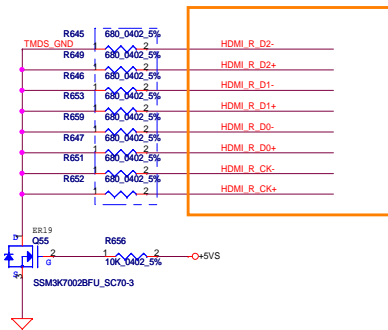 R645
680_0402_5%
TMDS_GND
1
2
HDMI_R_D2-
R649
680_0402_5%
1
2
HDMI_R_D2+
R646
680_0402_5%
1
2
HDMI_R_D1-
R653
680_0402_5%
1
2
HDMI_R_D1+
R659
680_0402_5%
1
2
HDMI_R_D0-
R647
680_0402_5%
1
2
HDMI_R_D0+
R651
680_0402_5%
1
2
HDMI_R_CK-
R652
680_0402_5%
1
2
HDMI_R_CK+
ER19
D
Q55
R656
2
G
1
2
+5VS
10K_0402_5%
S
SSM3K7002BFU_SC70-3